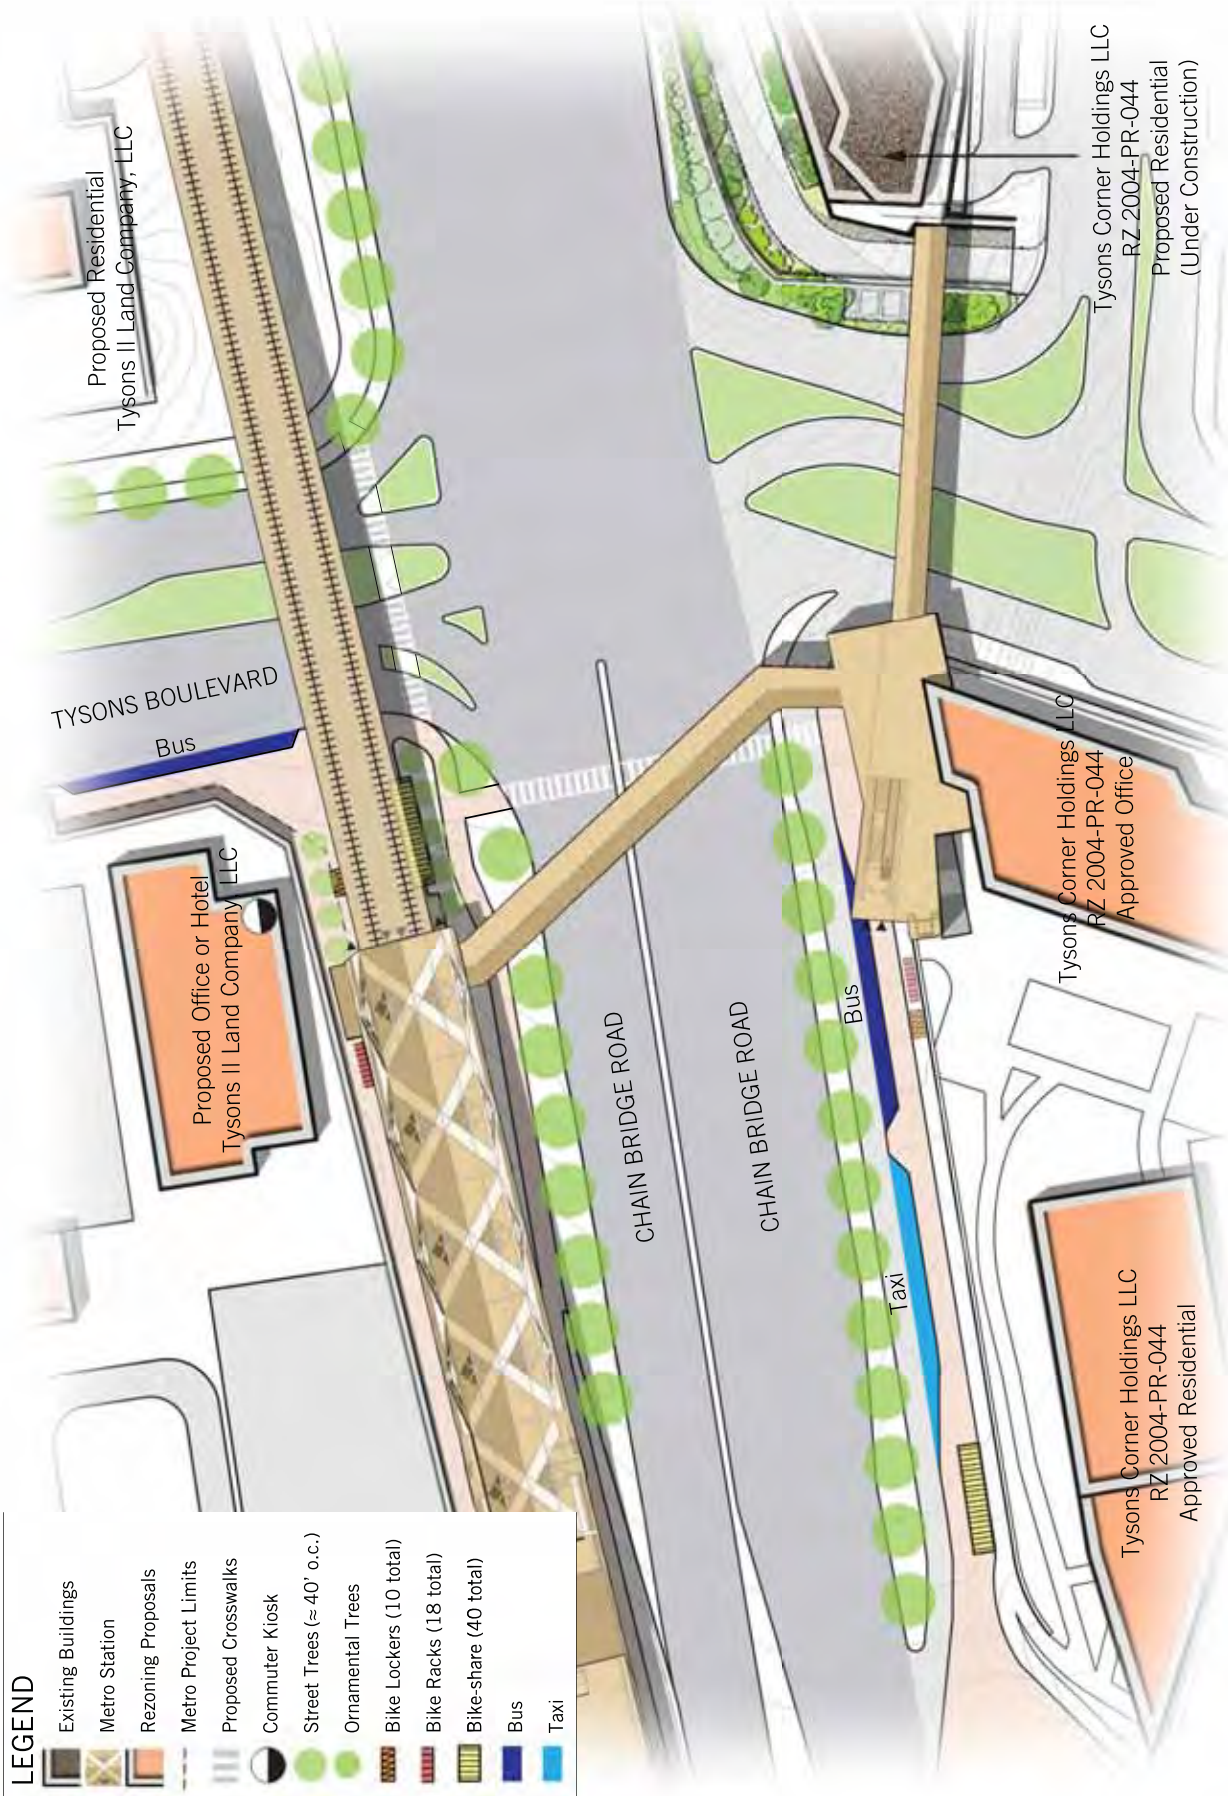 LEGEND
Existing Buildings
Metro Station
Rezoning Proposals
Metro Project Limits
Proposed Crosswalks
Commuter Kiosk
Street Trees (≈ 40' o.c.)
Ornamental Trees
Bike Lockers (10 total)
Bike Racks (18 total)
Bike-share (40 total)
Bus
Taxi
Proposed Office or Hotel
Tysons II Land Company LLC
Bus
TYSONS BOULEVARD
Proposed Residential
Tysons II Land Company, LLC
CHAIN BRIDGE ROAD
CHAIN BRIDGE ROAD
Bus
Taxi
Tysons Corner Holdings LLC
RZ 2004-PR-044
Approved Residential
Tysons Corner Holdings LLC
RZ 2004-PR-044
Approved Office
Tysons Corner Holdings LLC
RZ 2004-PR-044
Proposed Residential
(Under Construction)